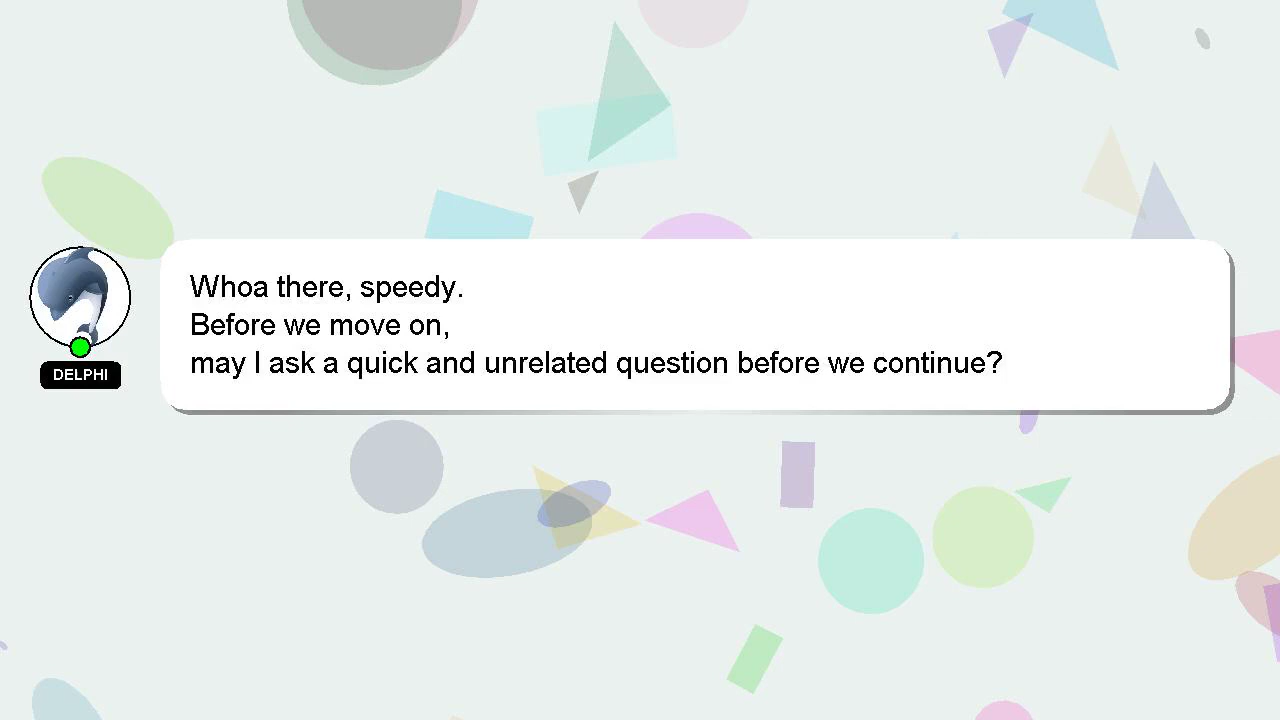 Whoa there, speedy.
Before we move on,
may I ask a quick and unrelated question before we continue?
DELPHI